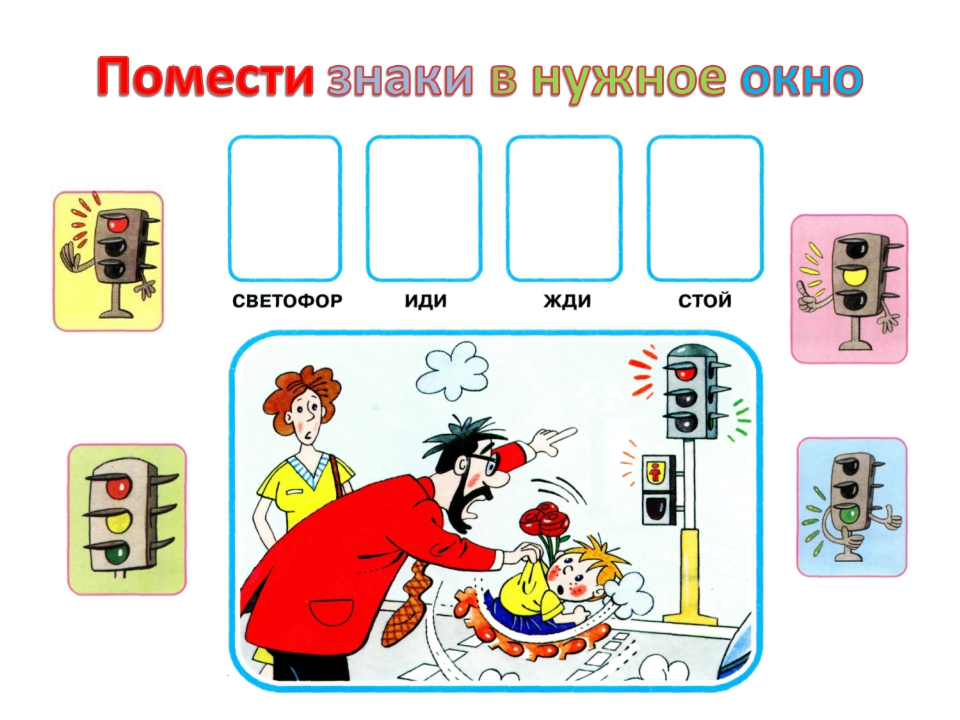 Помести знаки в нужное окно
СВЕТОФОР ИДИ ЖДИ СТОЙ